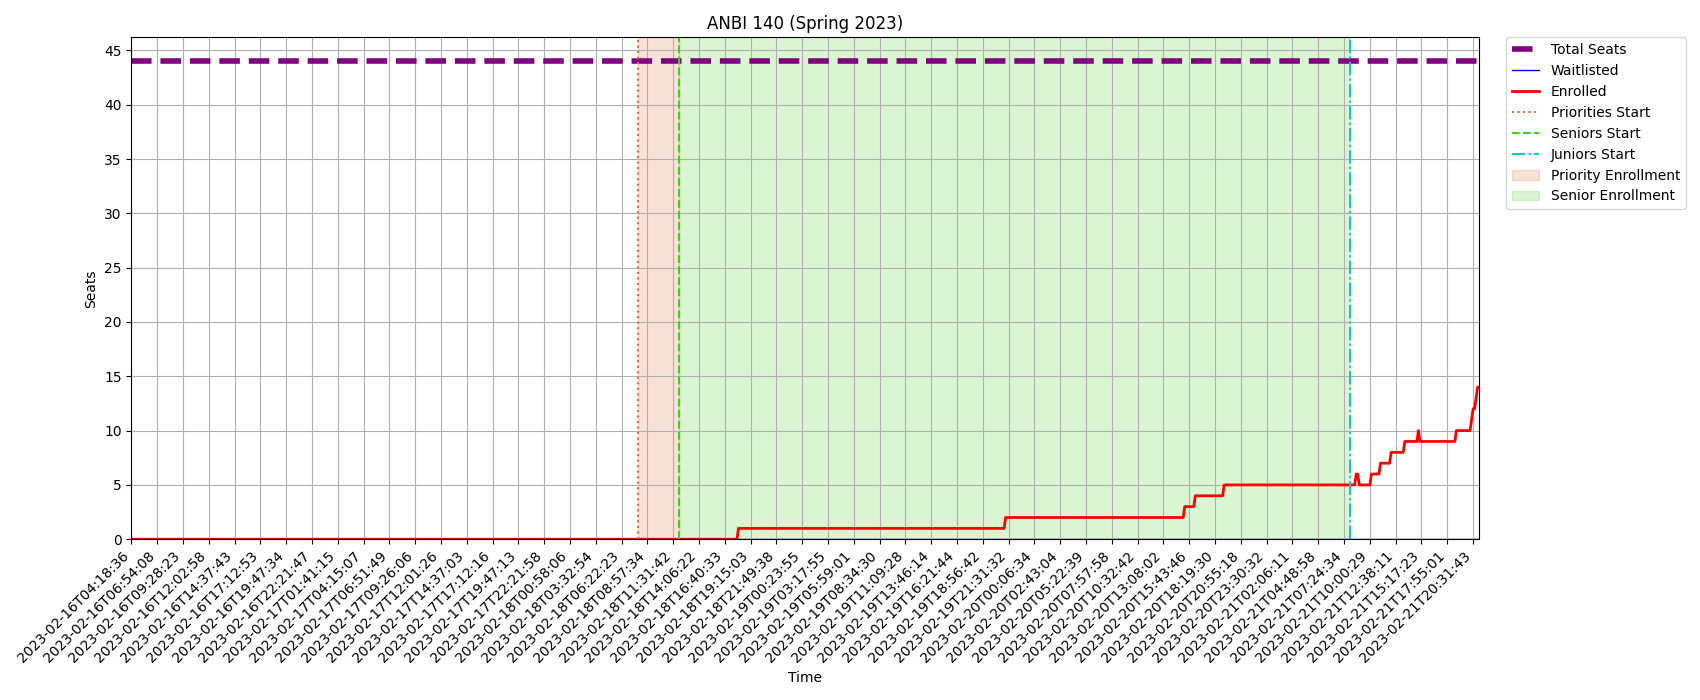 ANBI 140 (Spring 2023)
45
40
35
30
25
20
15
10
5
0
Seats
2023-02-16T04:18:36
2023-02-16T06:54:08
2023-02-16T09:28:23
2023-02-16T12:02:58
2023-02-16T14:37:43
2023-02-16T17:12:53
2023-02-16T19:47:34
2023-02-16T22:21:47
2023-02-17T01:41:15
2023-02-17T04:15:07
2023-02-17T06:51:49
2023-02-17T09:26:06
2023-02-17T12:01:26
2023-02-17T14:37:03
2023-02-17T17:12:16
2023-02-17T19:47:13
2023-02-17T22:21:58
2023-02-18T00:58:06
2023-02-18T03:32:54
2023-02-18T06:22:23
2023-02-18T08:57:34
2023-02-18T11:31:42
2023-02-18T14:06:22
2023-02-18T16:40:33
2023-02-18T19:15:03
2023-02-18T21:49:38
2023-02-19T00:23:55
2023-02-19T03:17:55
2023-02-19T05:59:01
2023-02-19T08:34:30
2023-02-19T11:09:28
2023-02-19T13:46:14
2023-02-19T16:21:44
2023-02-19T18:56:42
2023-02-19T21:31:32
2023-02-20T00:06:34
2023-02-20T02:43:04
2023-02-20T05:22:39
2023-02-20T07:57:58
2023-02-20T10:32:42
2023-02-20T13:08:02
2023-02-20T15:43:46
2023-02-20T18:19:30
2023-02-20T20:55:18
2023-02-20T23:30:32
2023-02-21T02:06:11
2023-02-21T04:48:58
2023-02-21T07:24:34
2023-02-21T10:00:29
2023-02-21T12:38:11
2023-02-21T15:17:23
2023-02-21T17:55:01
2023-02-21T20:31:43
Time
Total Seats
Waitlisted
Enrolled
Priorities Start
Seniors Start
Juniors Start
Priority Enrollment
Senior Enrollment